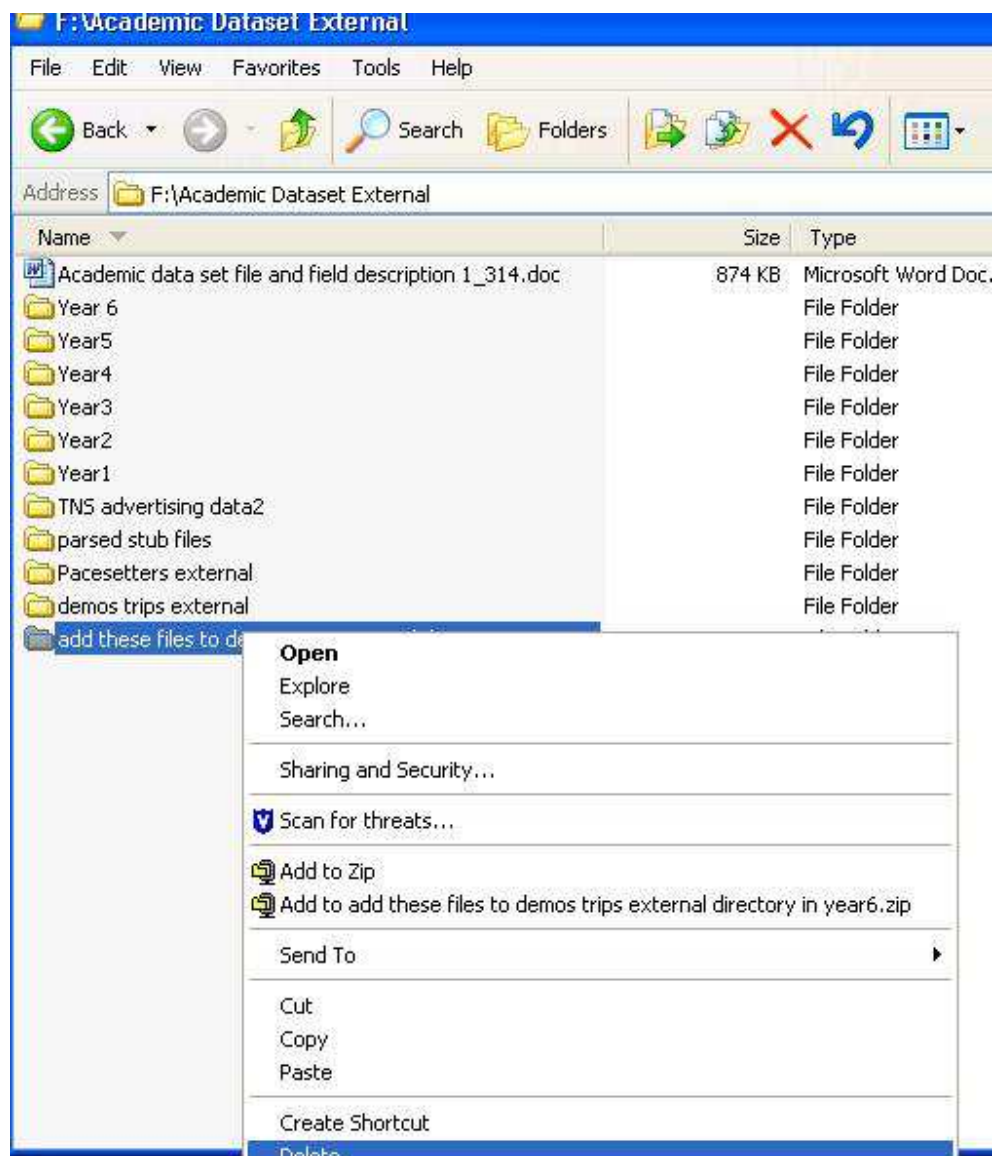 F:\Academic Dataset External
File Edit View Favorites Tools Help
Back Search Folders
Address F:\Academic Dataset External
Name Size Type
Academic data set file and field description 1_314.doc 874 KB Microsoft Word Doc.
Year 6 File Folder
Year5 File Folder
Year4 File Folder
Year3 File Folder
Year2 File Folder
Year1 File Folder
TNS advertising data2 File Folder
parsed stub files File Folder
Pacesetters external File Folder
demos trips external File Folder
add these files to de
Open
Explore
Search...
Sharing and Security...
Scan for threats...
Add to Zip
Add to add these files to demos trips external directory in year6.zip
Send To
Cut
Copy
Paste
Create Shortcut
Delete